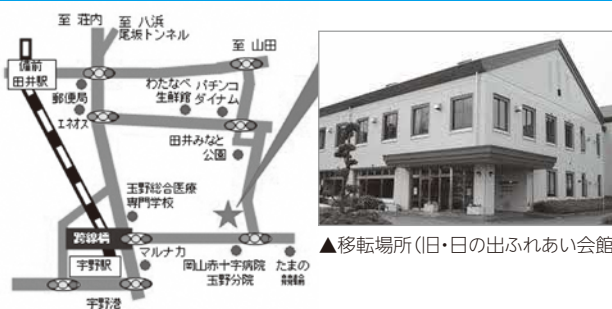 至 荘内
至 八浜
尾坂トンネル
至 山田
備前
田井駅
郵便局
わたなべ
生鮮館
パチンコ
ダイナム
エネオス
田井みなと
公園
玉野総合医療
専門学校
跨線橋
宇野駅
マルナカ
岡山赤十字病院
玉野分院
たまの
競輪
宇野港
▲移転場所(旧・日の出ふれあい会館